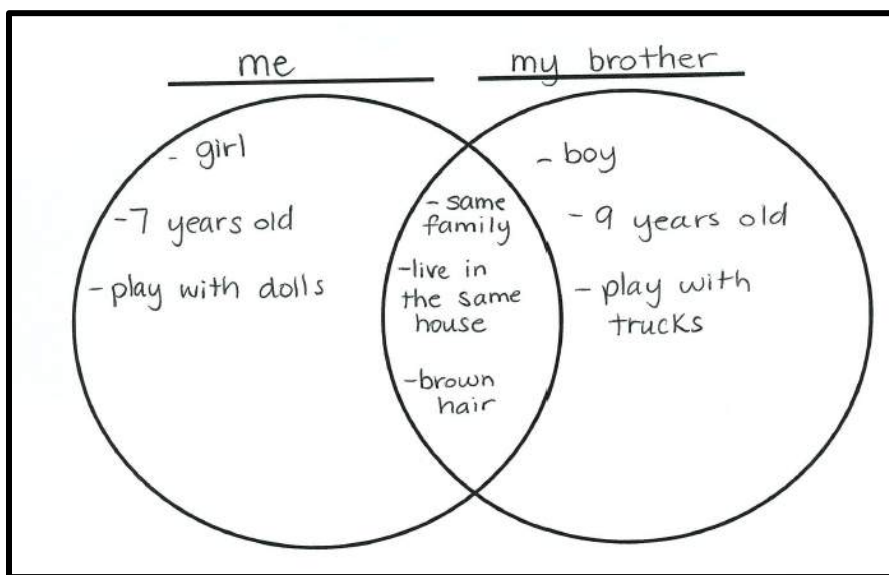 me
my brother
- girl
- 7 years old
- play with dolls
- same
family
- live in
the same
house
- brown
hair
- boy
- 9 years old
- play with
trucks